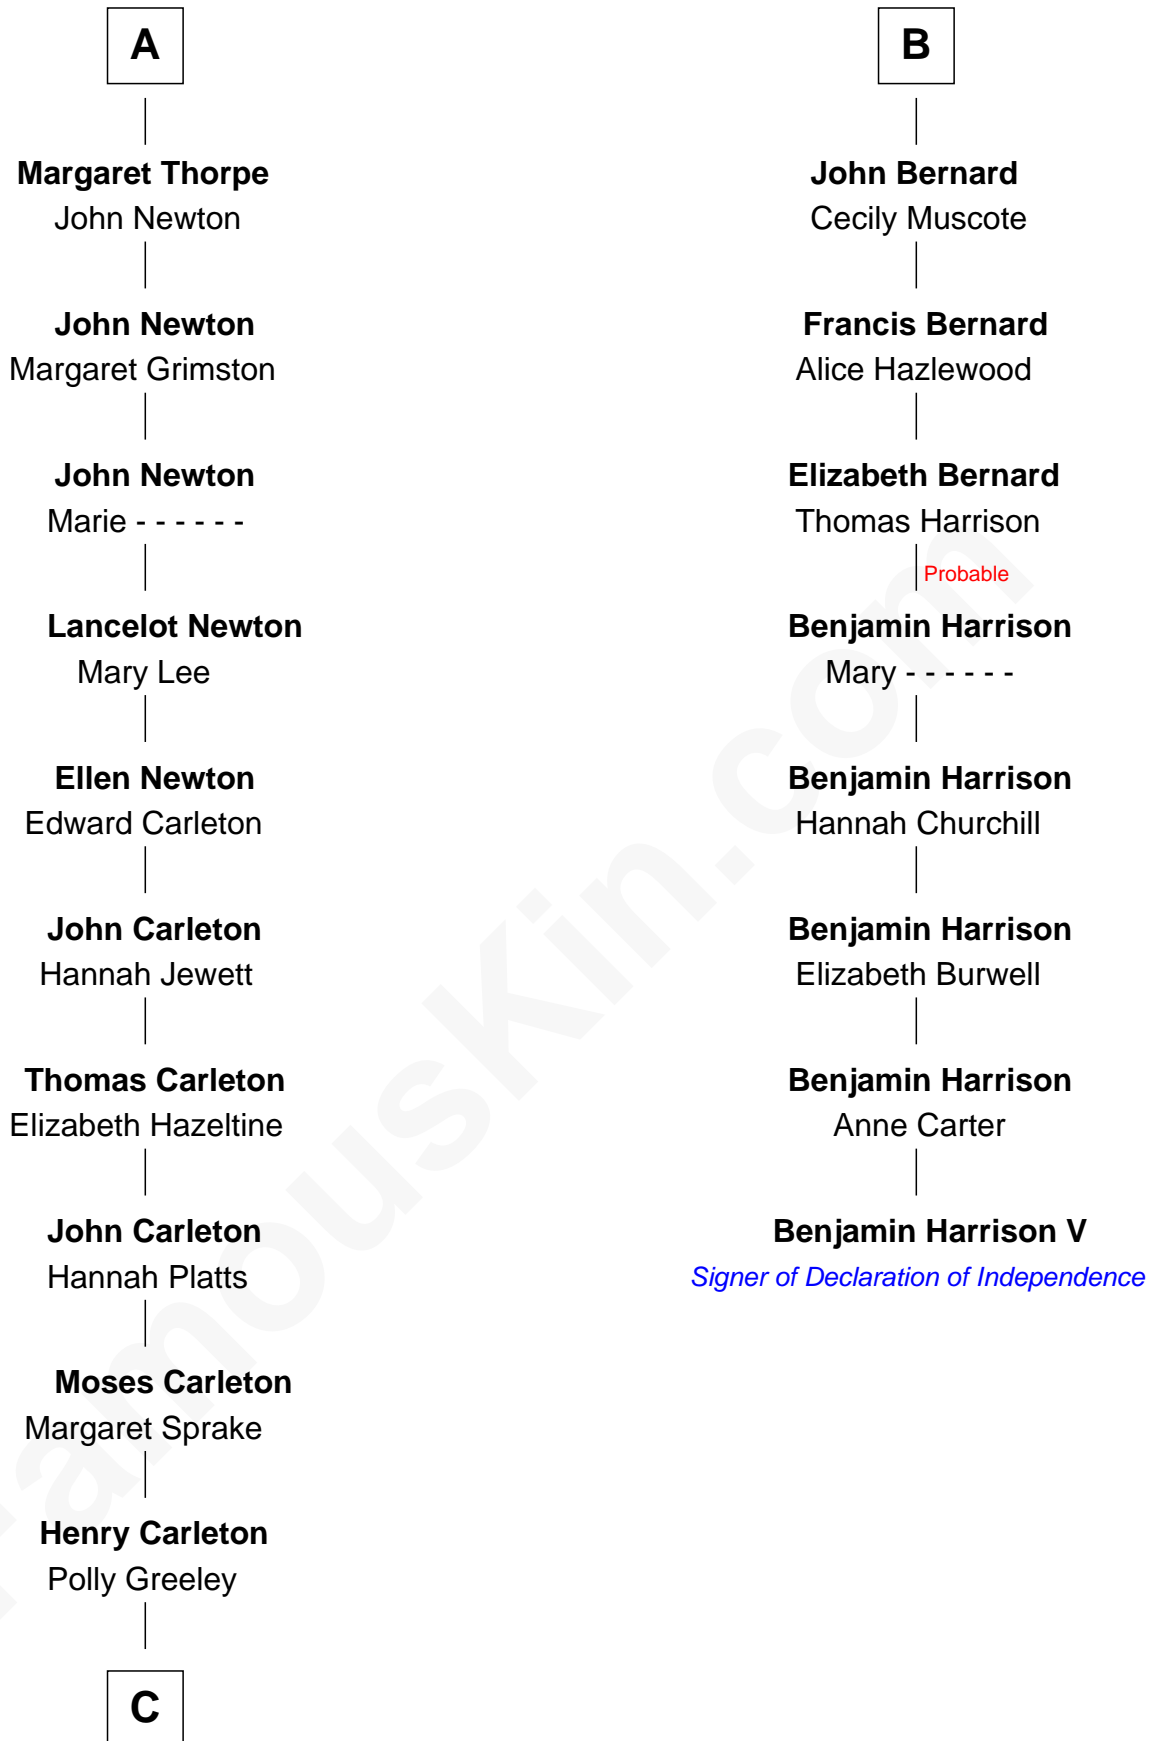 A
Margaret Thorpe
John Newton
John Newton
Margaret Grimston
John Newton
Marie - - - - - -
Lancelot Newton
Mary Lee
Ellen Newton
Edward Carleton
John Carleton
Hannah Jewett
Thomas Carleton
Elizabeth Hazeltine
John Carleton
Hannah Platts
Moses Carleton
Margaret Sprake
Henry Carleton
Polly Greeley
C
B
John Bernard
Cecily Muscote
Francis Bernard
Alice Hazlewood
Elizabeth Bernard
Thomas Harrison
Probable
Benjamin Harrison
Mary - - - - - -
Benjamin Harrison
Hannah Churchill
Benjamin Harrison
Elizabeth Burwell
Benjamin Harrison
Anne Carter
Benjamin Harrison V
Signer of Declaration of Independence
FamousKin.com